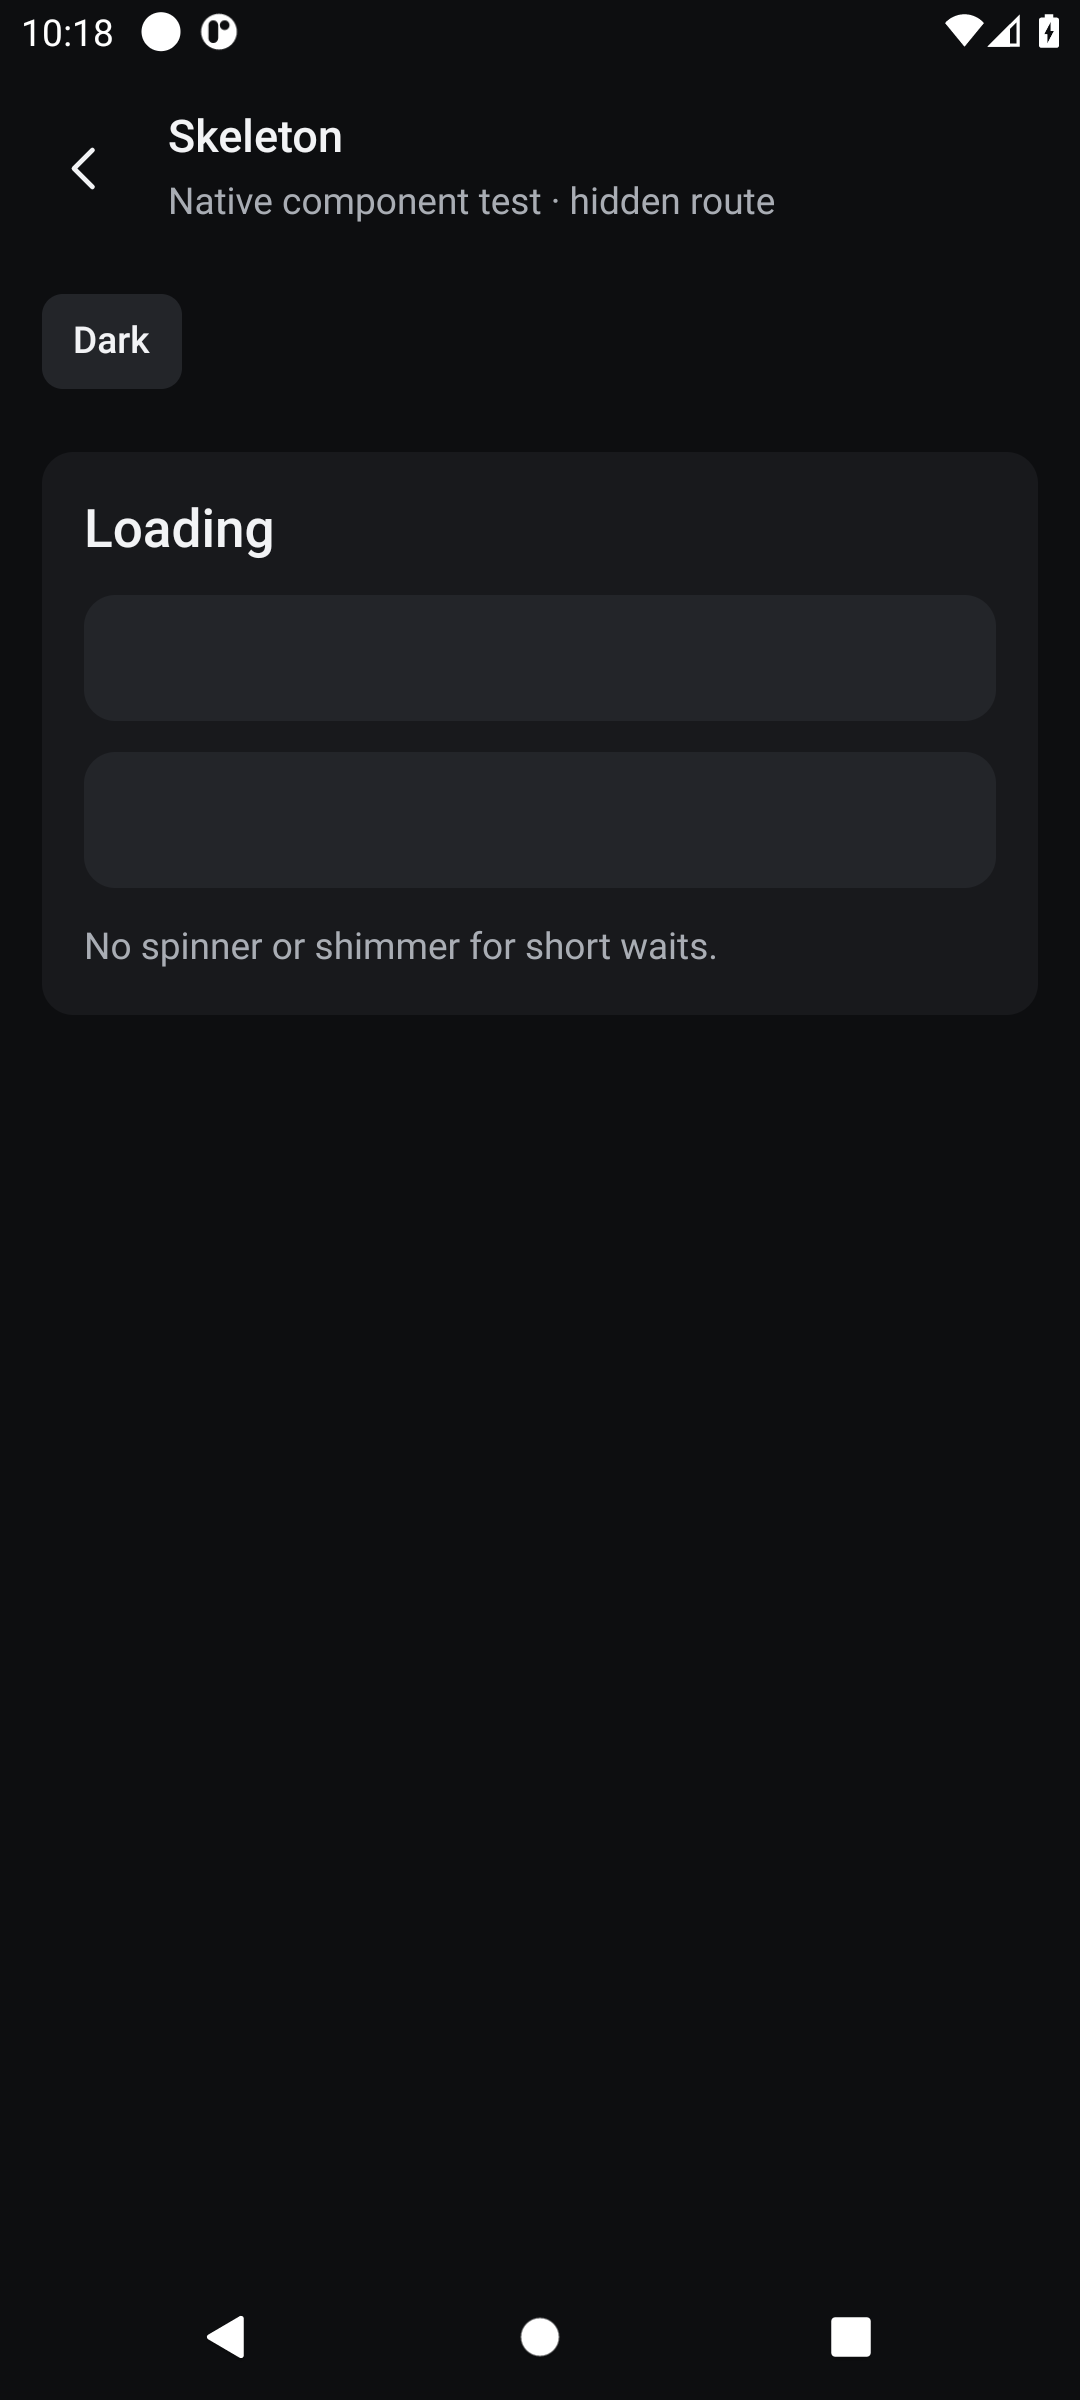 10:18
Skeleton
Native component test · hidden route
Dark
Loading
No spinner or shimmer for short waits.